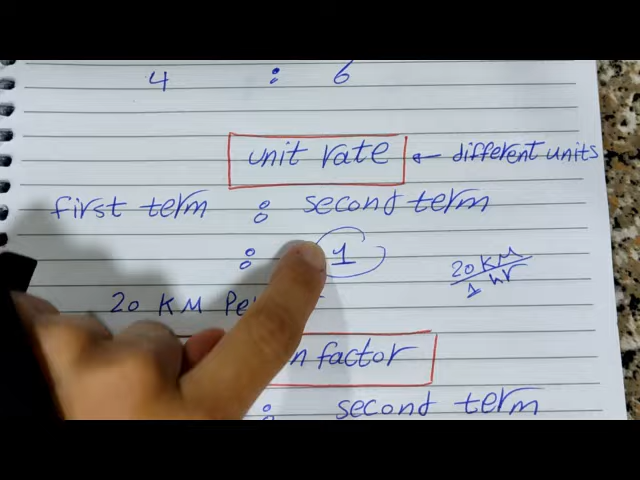 4 : 6
unit rate ← different units
first term : second term
: 1
20 KM
1 hr
20 KM Pe
n factor
: second term